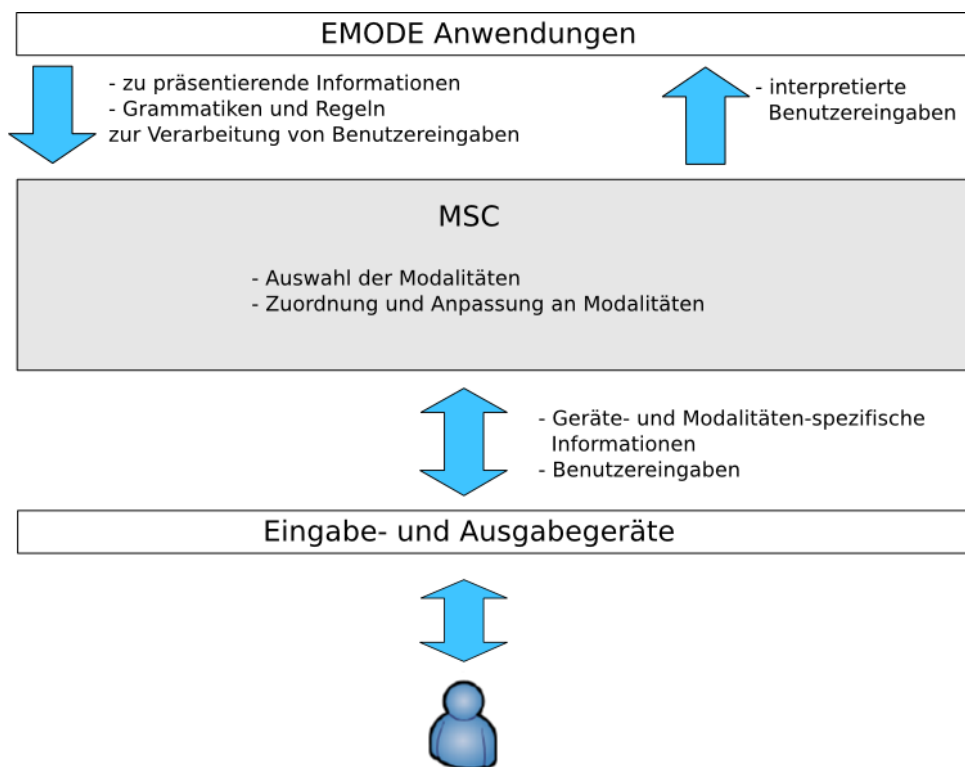 EMODE Anwendungen
- zu präsentierende Informationen
- Grammatiken und Regeln
zur Verarbeitung von Benutzereingaben
- interpretierte
Benutzereingaben
MSC
- Auswahl der Modalitäten
- Zuordnung und Anpassung an Modalitäten
- Geräte- und Modalitäten-spezifische
Informationen
- Benutzereingaben
Eingabe- und Ausgabegeräte